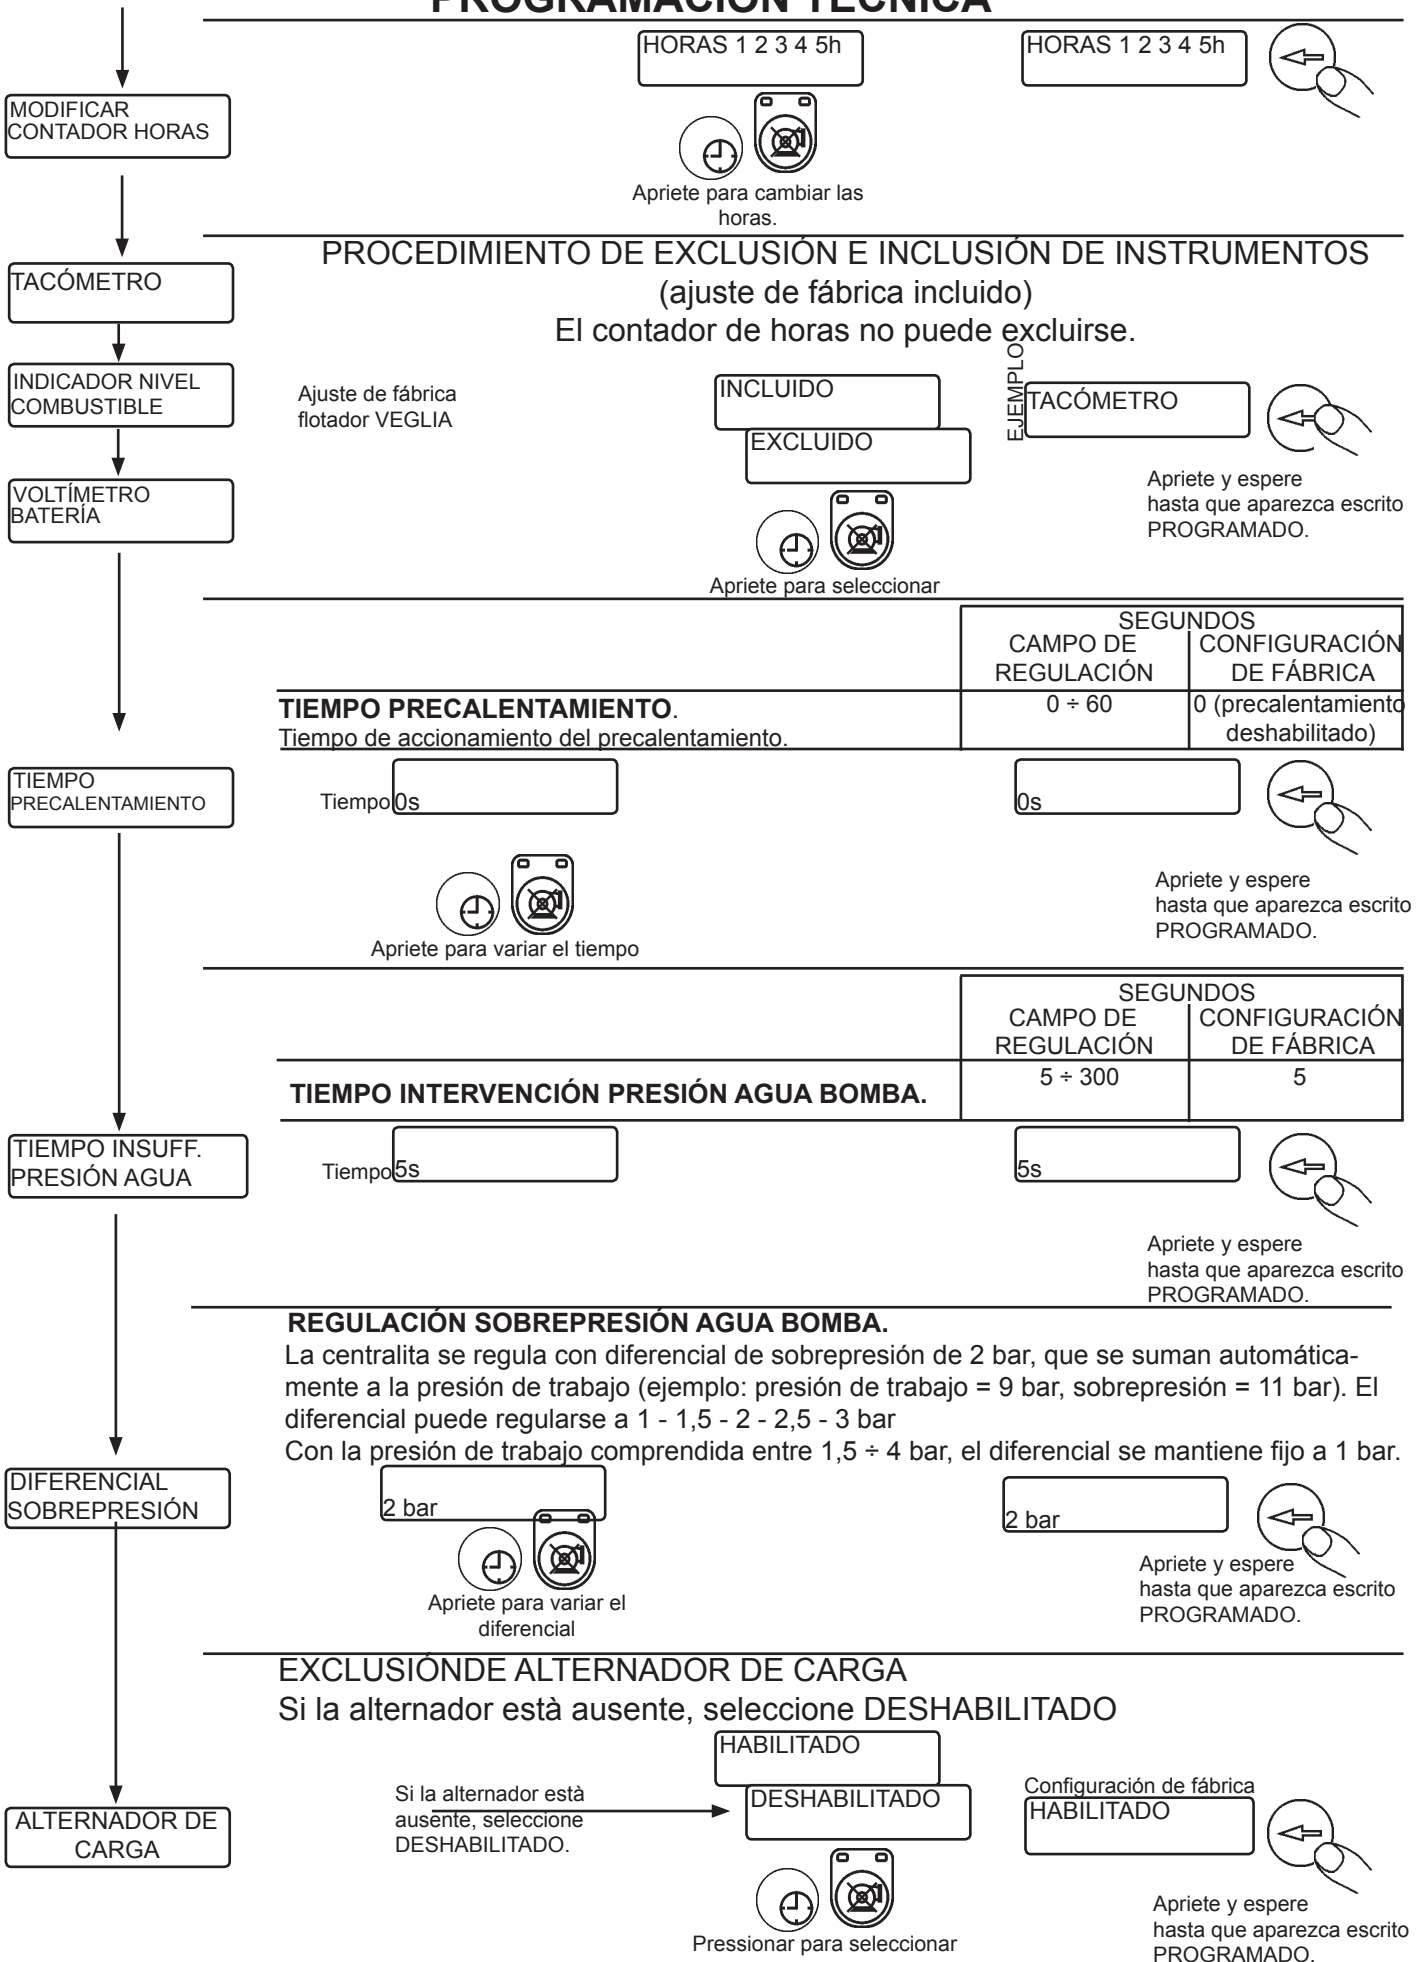 PROGRAMACIÓN TÉCNICA
HORAS 1 2 3 4 5h
HORAS 1 2 3 4 5h
MODIFICAR
CONTADOR HORAS
Apriete para cambiar las
horas.
PROCEDIMIENTO DE EXCLUSIÓN E INCLUSIÓN DE INSTRUMENTOS
(ajuste de fábrica incluido)
El contador de horas no puede excluirse.
TACÓMETRO
INDICADOR NIVEL
COMBUSTIBLE
Ajuste de fábrica
flotador VEGLIA
INCLUIDO
EXCLUIDO
EJEMPLO
TACÓMETRO
VOLTÍMETRO
BATERÍA
Apriete y espere
hasta que aparezca escrito
PROGRAMADO.
Apriete para seleccionar
SEGUNDOS
CAMPO DE
REGULACIÓN
CONFIGURACIÓN
DE FÁBRICA
TIEMPO PRECALENTAMIENTO.
Tiempo de accionamiento del precalentamiento.
0 ÷ 60
0 (precalentamiento
deshabilitado)
TIEMPO
PRECALENTAMIENTO
Tiempo
0s
0s
Apriete para variar el tiempo
Apriete y espere
hasta que aparezca escrito
PROGRAMADO.
SEGUNDOS
CAMPO DE
REGULACIÓN
CONFIGURACIÓN
DE FÁBRICA
TIEMPO INTERVENCIÓN PRESIÓN AGUA BOMBA.
5 ÷ 300
5
TIEMPO INSUFF.
PRESIÓN AGUA
Tiempo
5s
5s
Apriete y espere
hasta que aparezca escrito
PROGRAMADO.
REGULACIÓN SOBREPRESIÓN AGUA BOMBA.
La centralita se regula con diferencial de sobrepresión de 2 bar, que se suman automática-
mente a la presión de trabajo (ejemplo: presión de trabajo = 9 bar, sobrepresión = 11 bar). El
diferencial puede regularse a 1 - 1,5 - 2 - 2,5 - 3 bar
Con la presión de trabajo comprendida entre 1,5 ÷ 4 bar, el diferencial se mantiene fijo a 1 bar.
DIFERENCIAL
SOBREPRESIÓN
2 bar
2 bar
Apriete para variar el
diferencial
Apriete y espere
hasta que aparezca escrito
PROGRAMADO.
EXCLUSIÓNDE ALTERNADOR DE CARGA
Si la alternador està ausente, seleccione DESHABILITADO
HABILITADO
DESHABILITADO
Si la alternador està
ausente, seleccione
DESHABILITADO.
Configuración de fábrica
HABILITADO
ALTERNADOR DE
CARGA
Pressionar para seleccionar
Apriete y espere
hasta que aparezca escrito
PROGRAMADO.